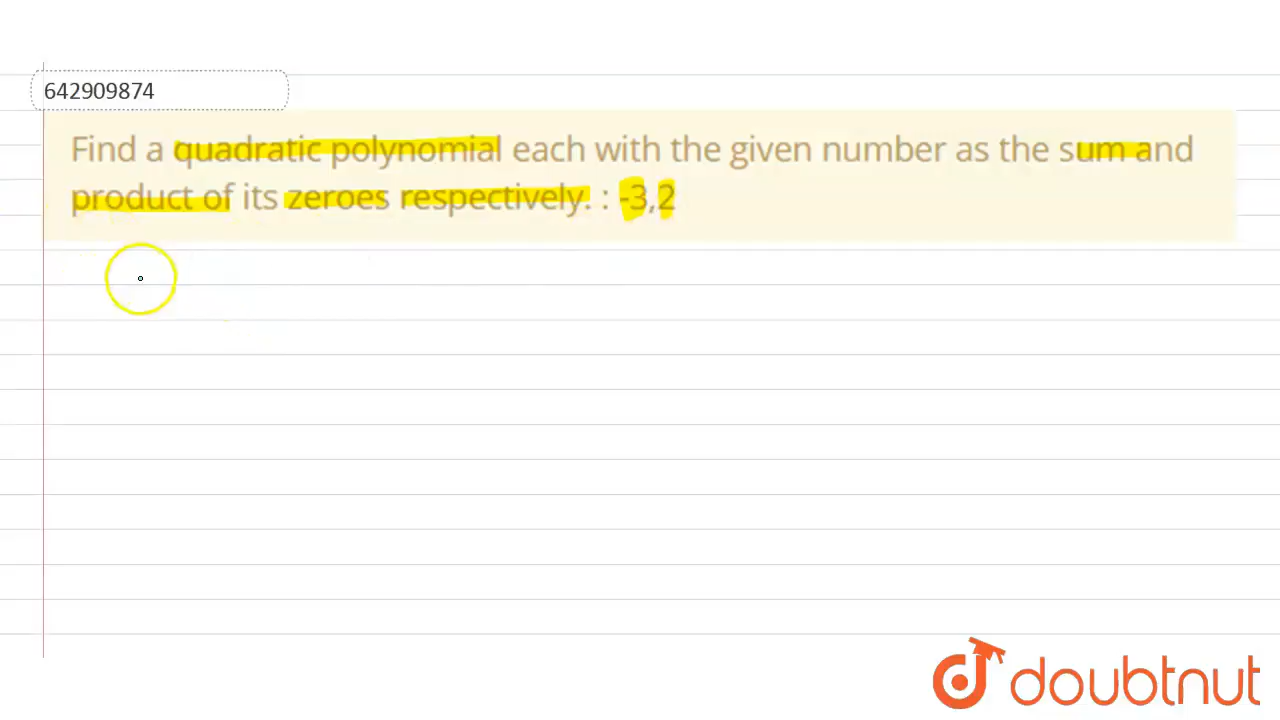 642909874
Find a quadratic polynomial each with the given number as the sum and
product of its zeroes respectively. : -3,2
doubtnut